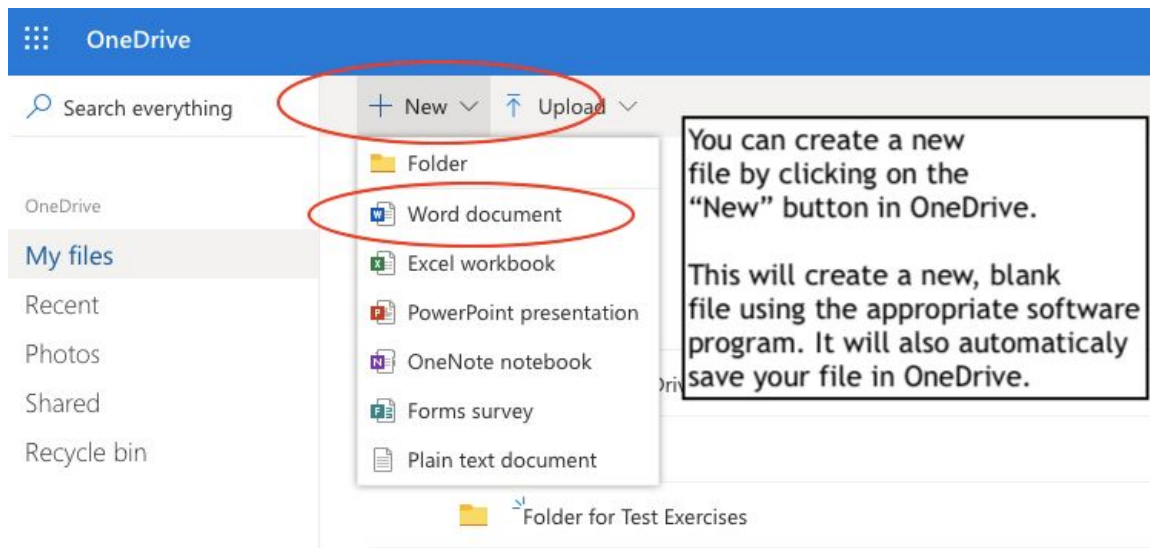 OneDrive
Search everything
New
Upload
OneDrive
My files
Recent
Photos
Shared
Recycle bin
Folder
Word document
Excel workbook
PowerPoint presentation
OneNote notebook
Forms survey
Plain text document
You can create a new
file by clicking on the
“New” button in OneDrive.
This will create a new, blank
file using the appropriate software
program. It will also automaticaly
save your file in OneDrive.
Folder for Test Exercises